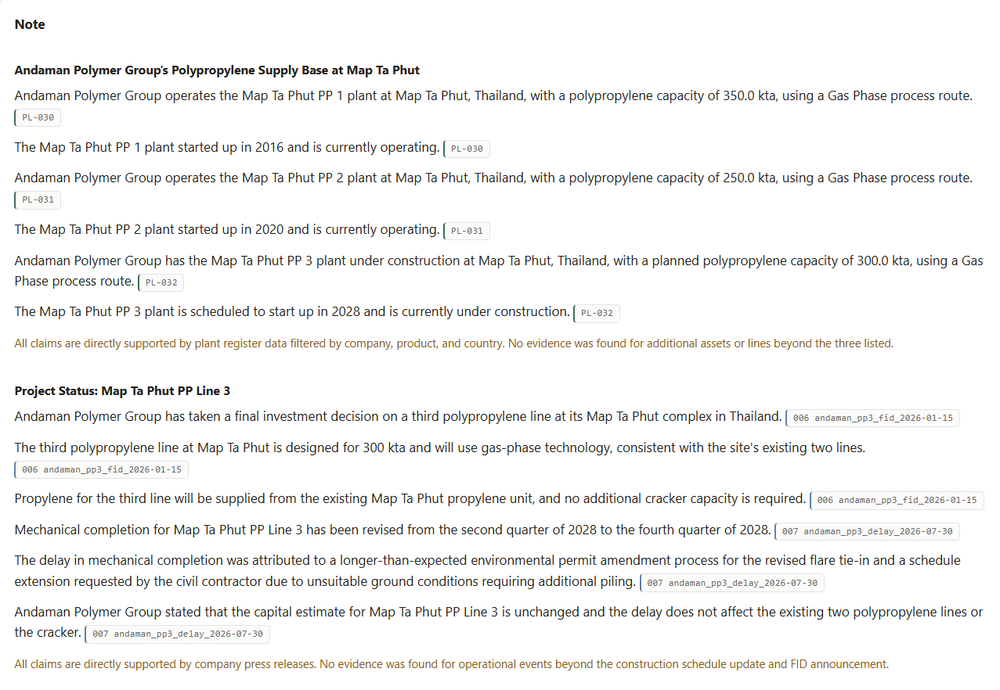 Note
Andaman Polymer Group's Polypropylene Supply Base at Map Ta Phut
Andaman Polymer Group operates the Map Ta Phut PP 1 plant at Map Ta Phut, Thailand, with a polypropylene capacity of 350.0 kta, using a Gas Phase process route.
PL-030
The Map Ta Phut PP 1 plant started up in 2016 and is currently operating. PL-030
Andaman Polymer Group operates the Map Ta Phut PP 2 plant at Map Ta Phut, Thailand, with a polypropylene capacity of 250.0 kta, using a Gas Phase process route.
PL-031
The Map Ta Phut PP 2 plant started up in 2020 and is currently operating. PL-031
Andaman Polymer Group has the Map Ta Phut PP 3 plant under construction at Map Ta Phut, Thailand, with a planned polypropylene capacity of 300.0 kta, using a Gas
Phase process route. PL-032
The Map Ta Phut PP 3 plant is scheduled to start up in 2028 and is currently under construction. PL-032
All claims are directly supported by plant register data filtered by company, product, and country. No evidence was found for additional assets or lines beyond the three listed.
Project Status: Map Ta Phut PP Line 3
Andaman Polymer Group has taken a final investment decision on a third polypropylene line at its Map Ta Phut complex in Thailand. 006 andaman_pp3_fid_2026-01-15
The third polypropylene line at Map Ta Phut is designed for 300 kta and will use gas-phase technology, consistent with the site's existing two lines.
006 andaman_pp3_fid_2026-01-15
Propylene for the third line will be supplied from the existing Map Ta Phut propylene unit, and no additional cracker capacity is required. 006 andaman_pp3_fid_2026-01-15
Mechanical completion for Map Ta Phut PP Line 3 has been revised from the second quarter of 2028 to the fourth quarter of 2028. 007 andaman_pp3_delay_2026-07-30
The delay in mechanical completion was attributed to a longer-than-expected environmental permit amendment process for the revised flare tie-in and a schedule
extension requested by the civil contractor due to unsuitable ground conditions requiring additional piling. 007 andaman_pp3_delay_2026-07-30
Andaman Polymer Group stated that the capital estimate for Map Ta Phut PP Line 3 is unchanged and the delay does not affect the existing two polypropylene lines or
the cracker. 007 andaman_pp3_delay_2026-07-30
All claims are directly supported by company press releases. No evidence was found for operational events beyond the construction schedule update and FID announcement.